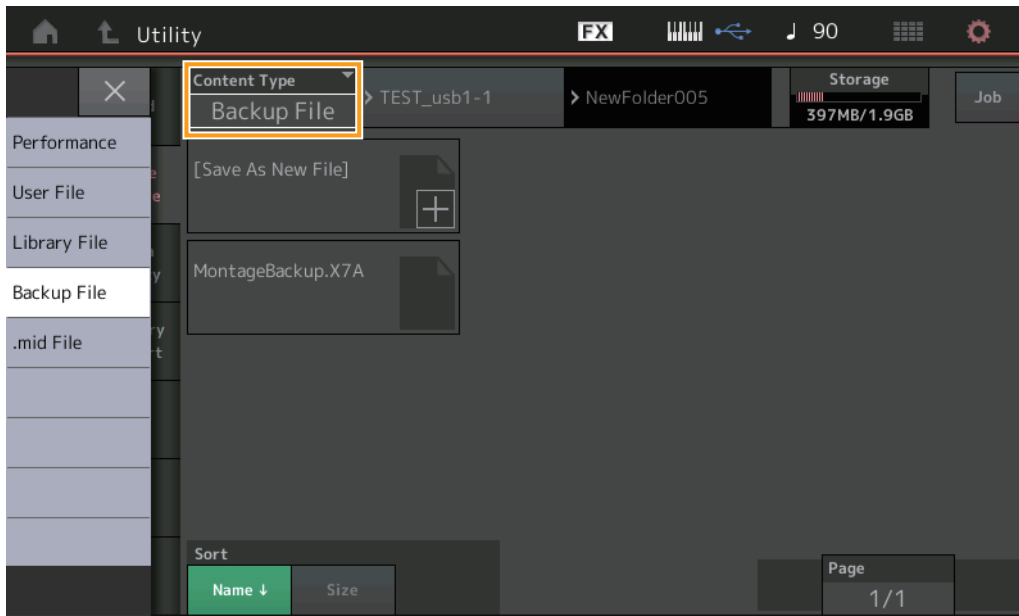 Utility
FX
90
Content Type
Backup File
TEST_usb1-1
NewFolder005
Storage
397MB/1.9GB
Job
Performance
User File
Library File
Backup File
.mid File
[Save As New File]
MontageBackup.X7A
Sort
Name ↓
Size
Page
1/1